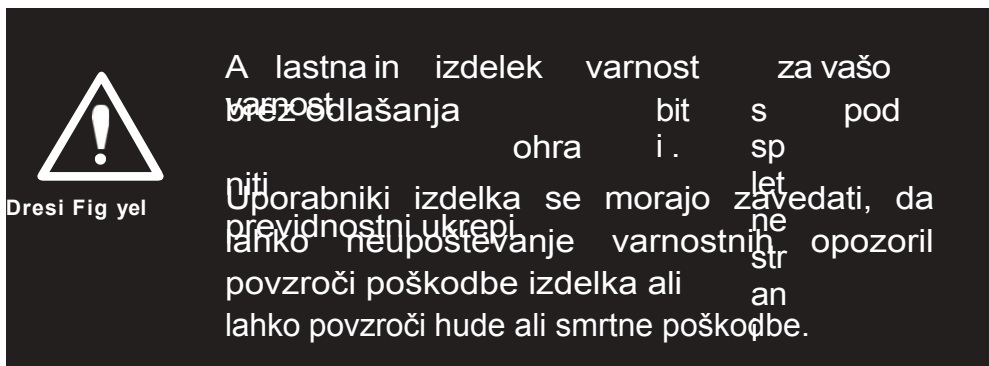 A lastna in izdelek varnost za vašo
varnost.
brez odlašanja bit s pod
ohra i . sp
niti let
Uporabniki izdelka se morajo zavedati, da
previdnostni ukrepi ne
lahko neupoštevanje varnostnih opozoril
str
povzroči poškodbe izdelka ali
an
lahko povzroči hude ali smrtne poškodbe.
Dresi Fig yel